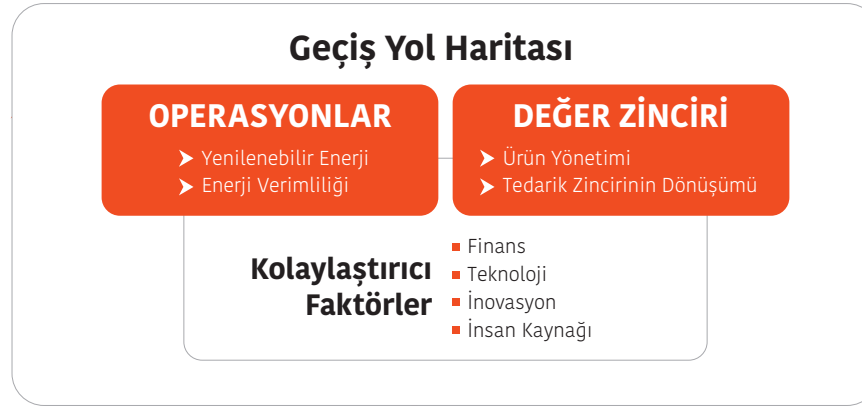 Geçiş Yol Haritası
OPERASYONLAR
Yenilenebilir Enerji
Enerji Verimliliği
DEĞER ZİNCİRİ
Ürün Yönetimi
Tedarik Zincirinin Dönüşümü
Kolaylaştırıcı
Faktörler
Finans
Teknoloji
İnovasyon
İnsan Kaynağı